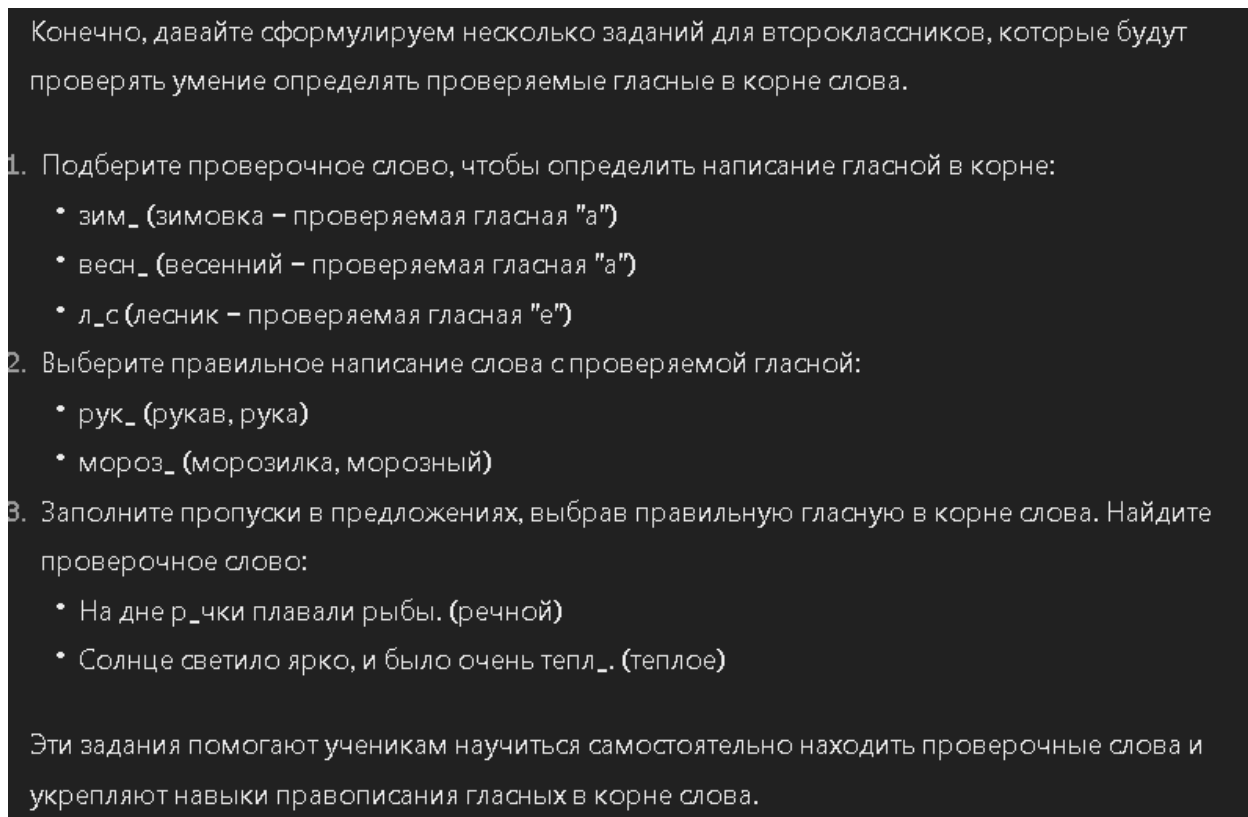 Конечно, давайте сформулируем несколько заданий для второклассников, которые будут
проверять умение определять проверяемые гласные в корне слова.
1. Подберите проверочное слово, чтобы определить написание гласной в корне:
• зим_ (зимовка – проверяемая гласная "а")
• весн_ (весенний – проверяемая гласная "а")
• л_с (лесник – проверяемая гласная "е")
2. Выберите правильное написание слова с проверяемой гласной:
• рук_ (рукав, рука)
• мороз_ (морозилка, морозный)
3. Заполните пропуски в предложениях, выбрав правильную гласную в корне слова. Найдите
проверочное слово:
• На дне р_чки плавали рыбы. (речной)
• Солнце светило ярко, и было очень тепл_. (теплое)
Эти задания помогают ученикам научиться самостоятельно находить проверочные слова и
укрепляют навыки правописания гласных в корне слова.